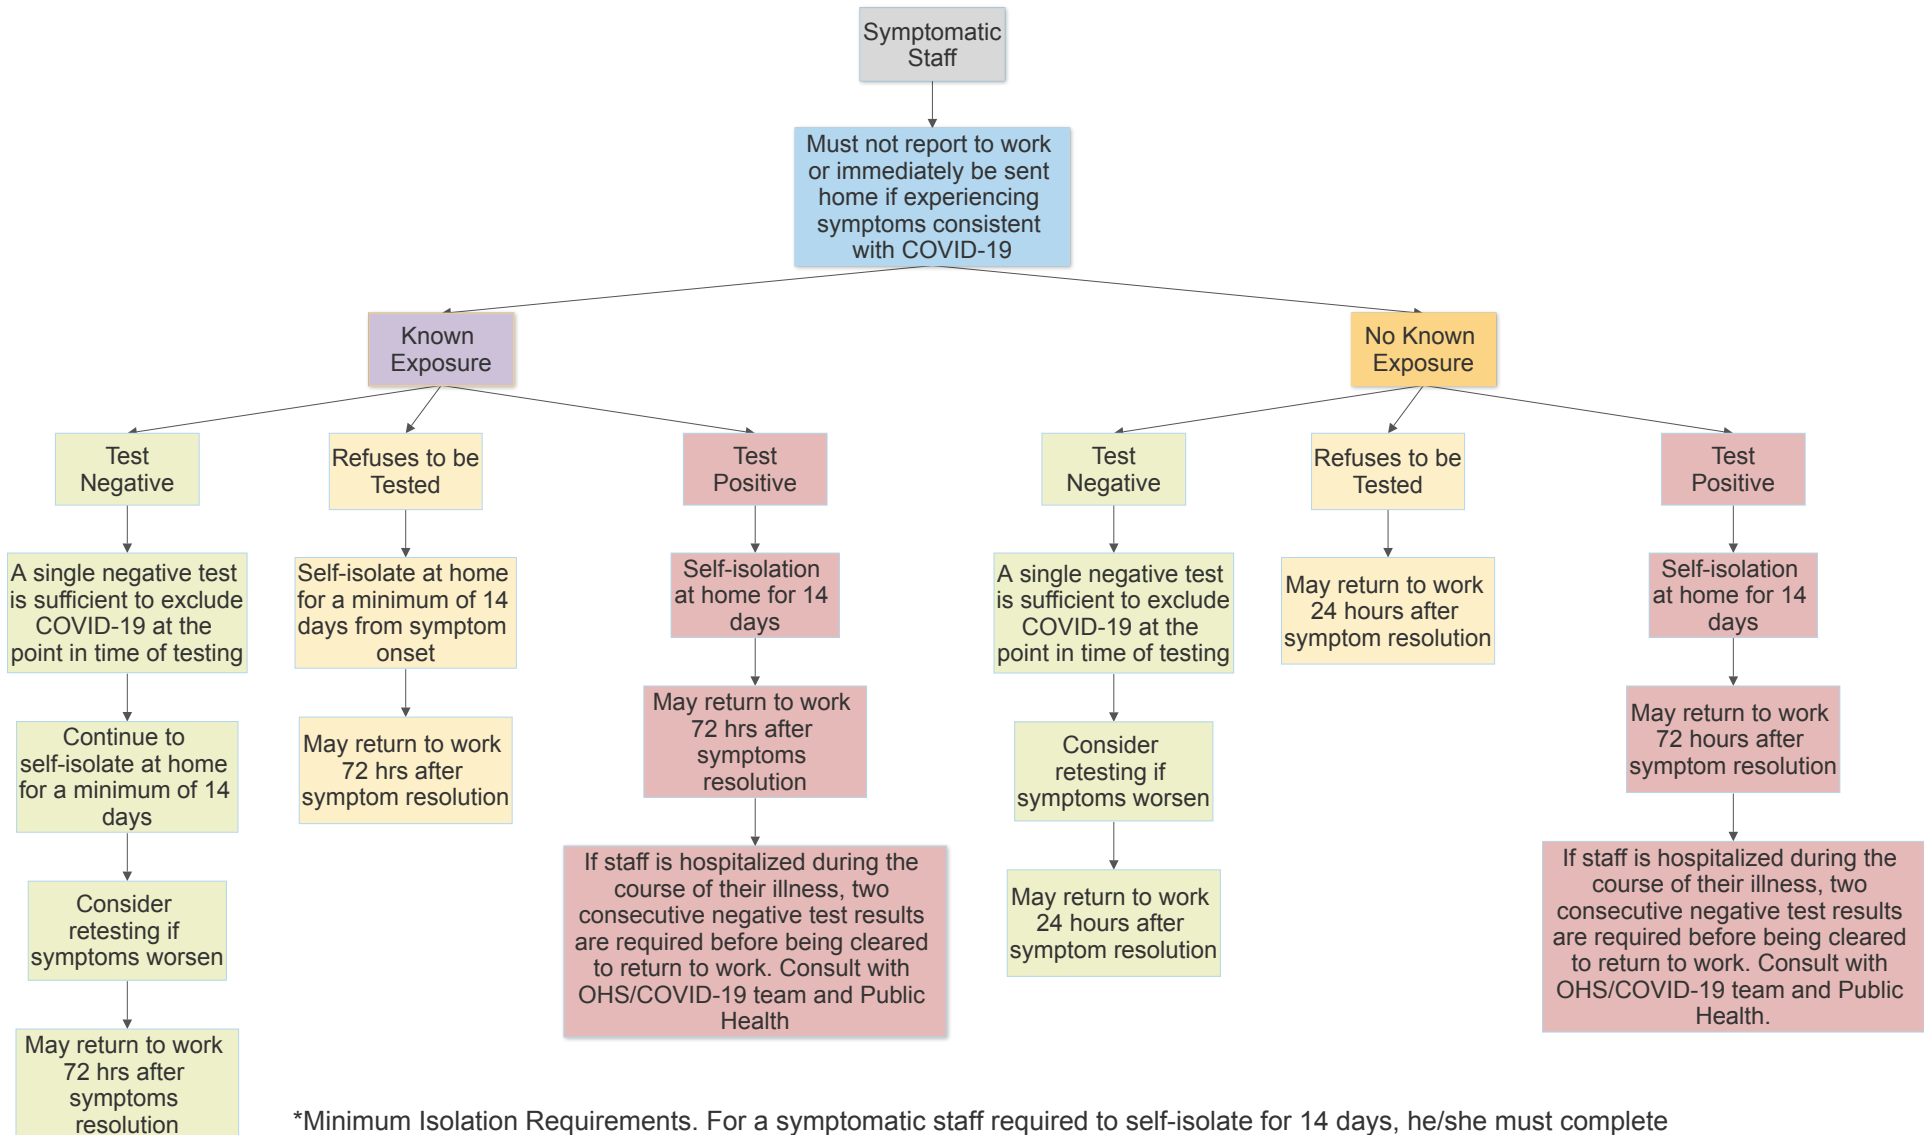 Symptomatic
Staff
Must not report to work
or immediately be sent
home if experiencing
symptoms consistent
with COVID-19
Known
Exposure
No Known
Exposure
Test
Negative
Refuses to be
Tested
Test
Positive
Test
Negative
Refuses to be
Tested
Test
Positive
A single negative test
is sufficient to exclude
COVID-19 at the
point in time of testing
Self-isolate at home
for a minimum of 14
days from symptom
onset
Self-isolation
at home for 14
days
A single negative test
is sufficient to exclude
COVID-19 at the
point in time of testing
May return to work
24 hours after
symptom resolution
Self-isolation
at home for 14
days
Continue to
self-isolate at home
for a minimum of 14
days
May return to work
72 hrs after
symptom resolution
May return to work
72 hrs after
symptoms
resolution
Consider
retesting if
symptoms worsen
May return to work
72 hours after
symptom resolution
Consider
retesting if
symptoms worsen
If staff is hospitalized during the
course of their illness, two
consecutive negative test results
are required before being cleared
to return to work. Consult with
OHS/COVID-19 team and Public
Health
May return to work
24 hours after
symptom resolution
If staff is hospitalized during the
course of their illness, two
consecutive negative test results
are required before being cleared
to return to work. Consult with
OHS/COVID-19 team and Public
Health.
May return to work
72 hrs after
symptoms
resolution
*Minimum Isolation Requirements. For a symptomatic staff required to self-isolate for 14 days, he/she must complete